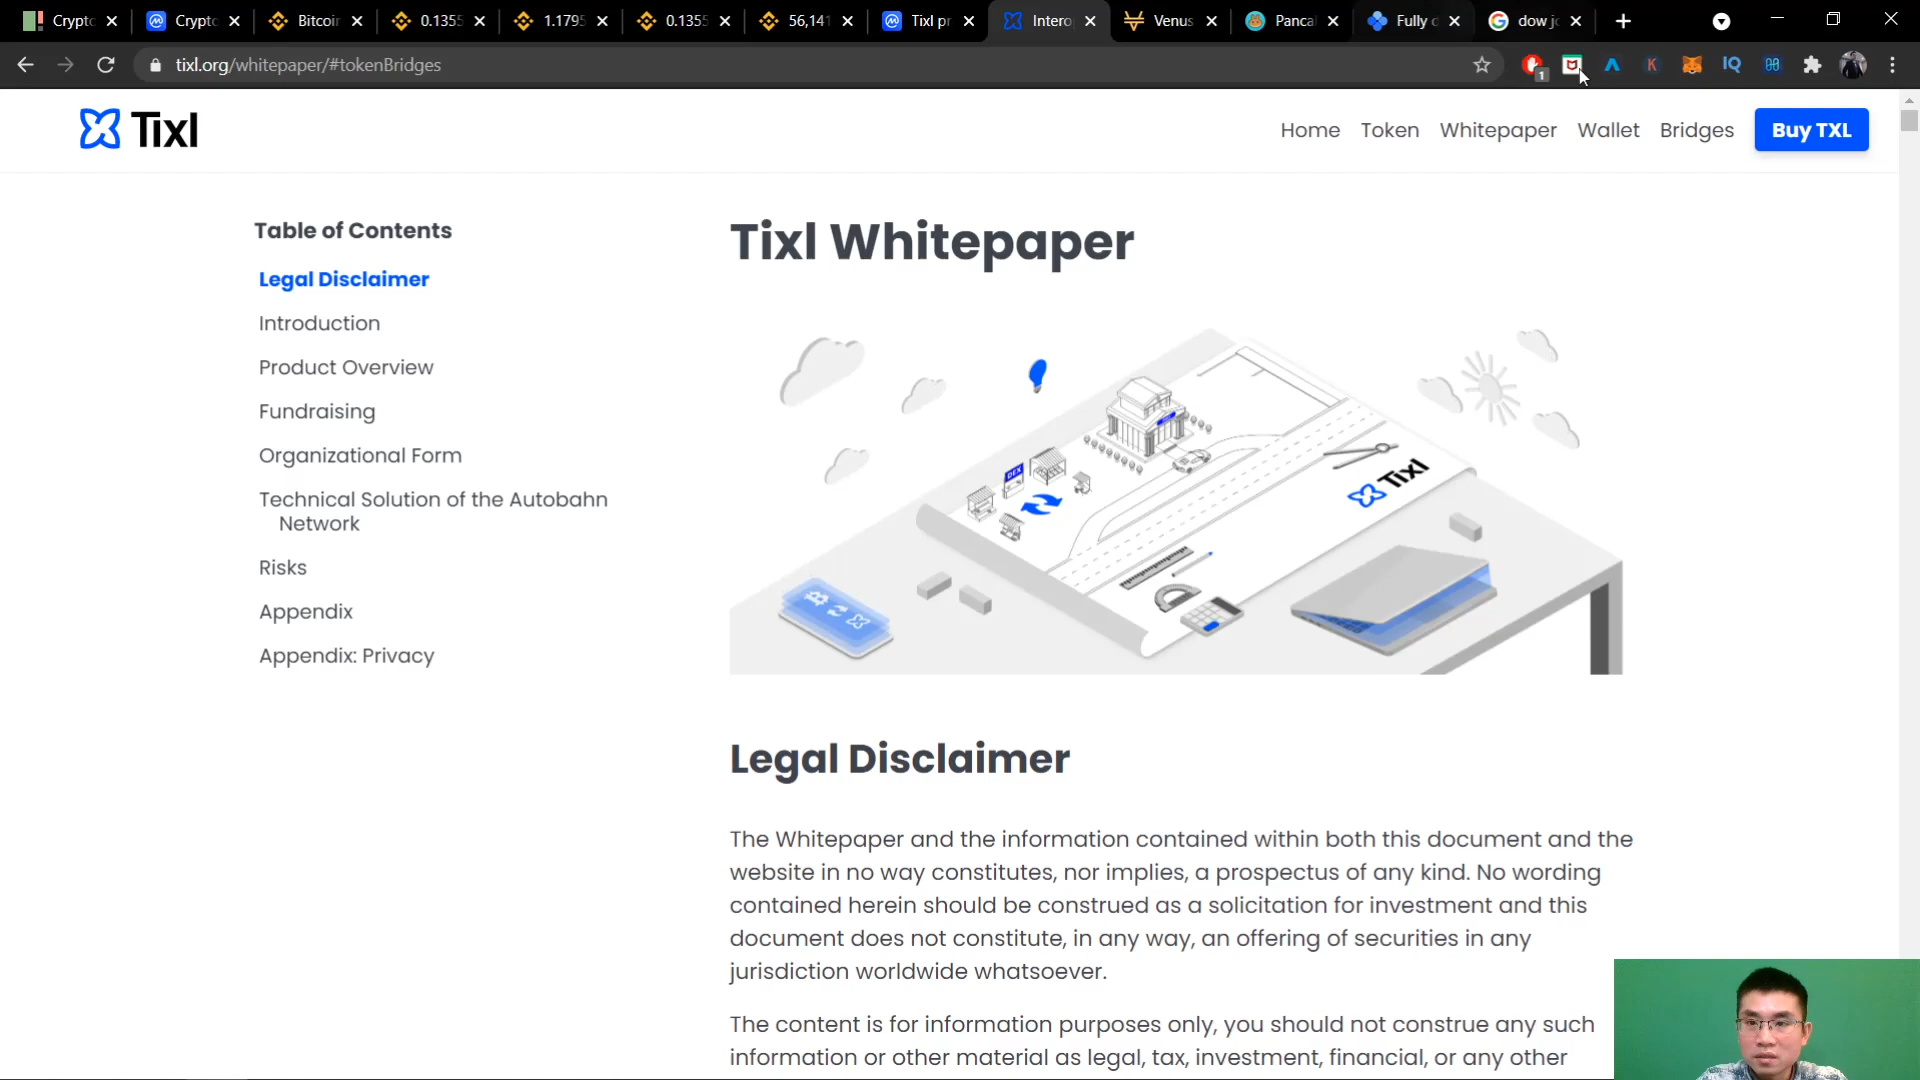 Crypto
Crypto
Bitcoin
0.1355
1.1795
0.1355
56,141
Tixl pr
Intero
Venus
Panca
Fully d
dow jo
tixl.org/whitepaper/#tokenBridges
1
K
IQ
Tixl
Home
Token
Whitepaper
Wallet
Bridges
Buy TXL
Table of Contents
Legal Disclaimer
Introduction
Product Overview
Fundraising
Organizational Form
Technical Solution of the Autobahn
Network
Risks
Appendix
Appendix: Privacy
Tixl Whitepaper
DEX
Tixl
Legal Disclaimer
The Whitepaper and the information contained within both this document and the
website in no way constitutes, nor implies, a prospectus of any kind. No wording
contained herein should be construed as a solicitation for investment and this
document does not constitute, in any way, an offering of securities in any
jurisdiction worldwide whatsoever.
The content is for information purposes only, you should not construe any such
information or other material as legal, tax, investment, financial, or any other